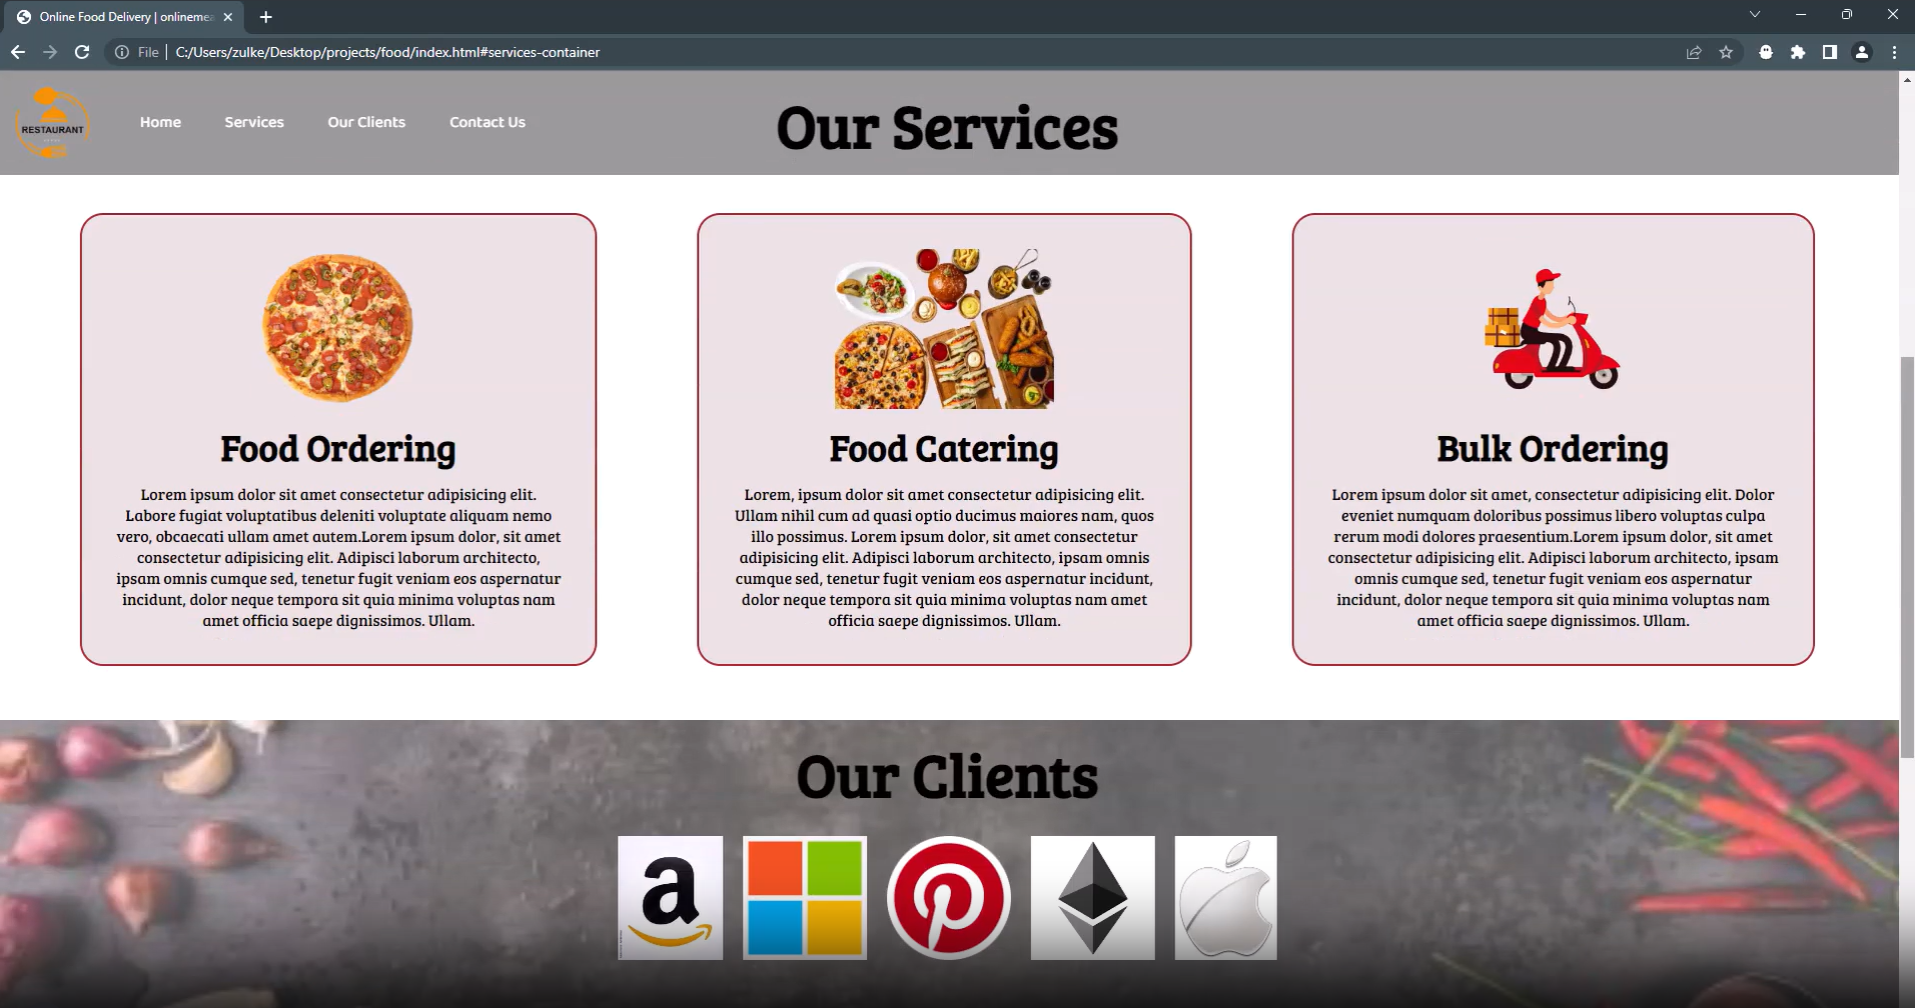 Online Food Delivery | onlinemea
File
C:/Users/zulke/Desktop/projects/food/index.html#services-container
RESTAURANT
Home
Services
Our Clients
Contact Us
Our Services
Food Ordering
Lorem ipsum dolor sit amet consectetur adipisicing elit.
Labore fugiat voluptatibus deleniti voluptate aliquam nemo
vero, obcaecati ullam amet autem.Lorem ipsum dolor, sit amet
consectetur adipisicing elit. Adipisci laborum architecto,
ipsam omnis cumque sed, tenetur fugit veniam eos aspernatur
incidunt, dolor neque tempora sit quia minima voluptas nam
amet officia saepe dignissimos. Ullam.
Food Catering
Lorem, ipsum dolor sit amet consectetur adipisicing elit.
Ullam nihil cum ad quasi optio ducimus maiores nam, quos
illo possimus. Lorem ipsum dolor, sit amet consectetur
adipisicing elit. Adipisci laborum architecto, ipsam omnis
cumque sed, tenetur fugit veniam eos aspernatur incidunt,
dolor neque tempora sit quia minima voluptas nam amet
officia saepe dignissimos. Ullam.
Bulk Ordering
Lorem ipsum dolor sit amet, consectetur adipisicing elit. Dolor
eveniet numquam doloribus possimus libero voluptas culpa
rerum modi dolores praesentium.Lorem ipsum dolor, sit amet
consectetur adipisicing elit. Adipisci laborum architecto, ipsam
omnis cumque sed, tenetur fugit veniam eos aspernatur
incidunt, dolor neque tempora sit quia minima voluptas nam
amet officia saepe dignissimos. Ullam.
Our Clients
a